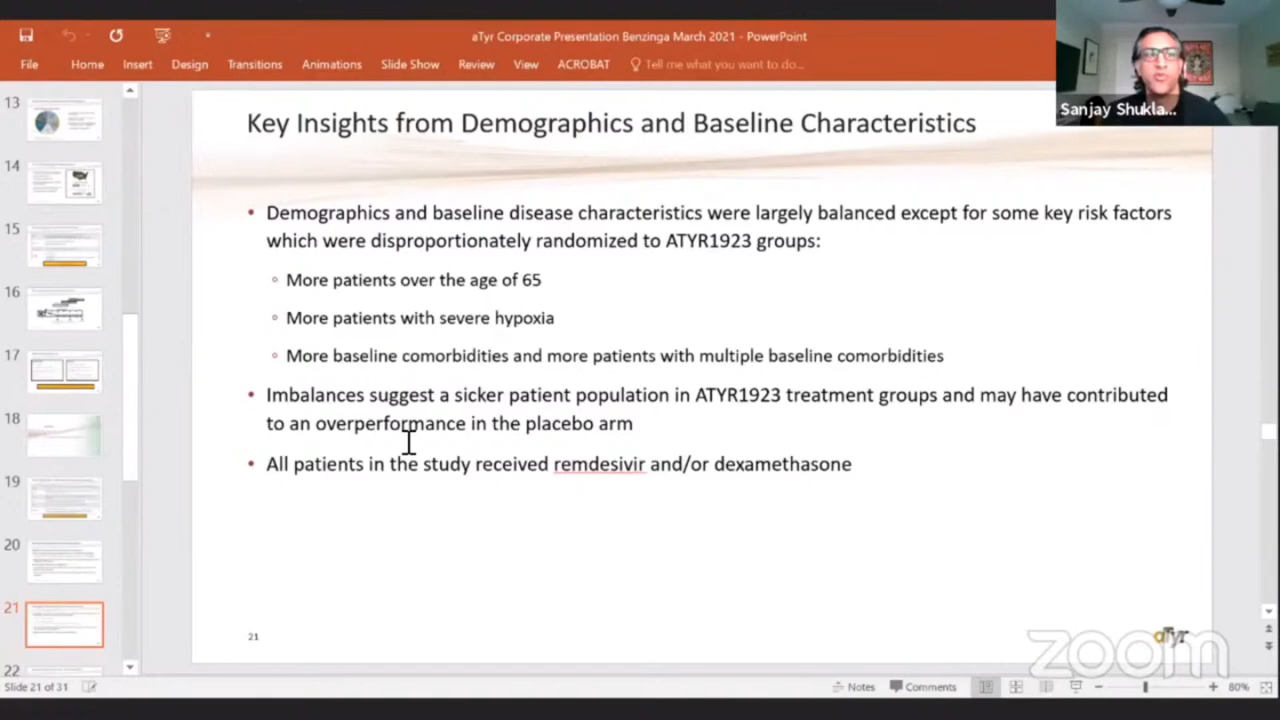 aTyr Corporate Presentation Benzinga March 2021 - PowerPoint
File Home Insert Design Transitions Animations Slide Show Review View ACROBAT Tell me what you want to do...
Sanjay Shukla...
13
14
15
16
17
18
19
20
21
22
Key Insights from Demographics and Baseline Characteristics
• Demographics and baseline disease characteristics were largely balanced except for some key risk factors
which were disproportionately randomized to ATYR1923 groups:
◦ More patients over the age of 65
◦ More patients with severe hypoxia
◦ More baseline comorbidities and more patients with multiple baseline comorbidities
• Imbalances suggest a sicker patient population in ATYR1923 treatment groups and may have contributed
to an overperformance in the placebo arm
• All patients in the study received remdesivir and/or dexamethasone
21
aTyr
zoom
Slide 21 of 31 Notes Comments 80%